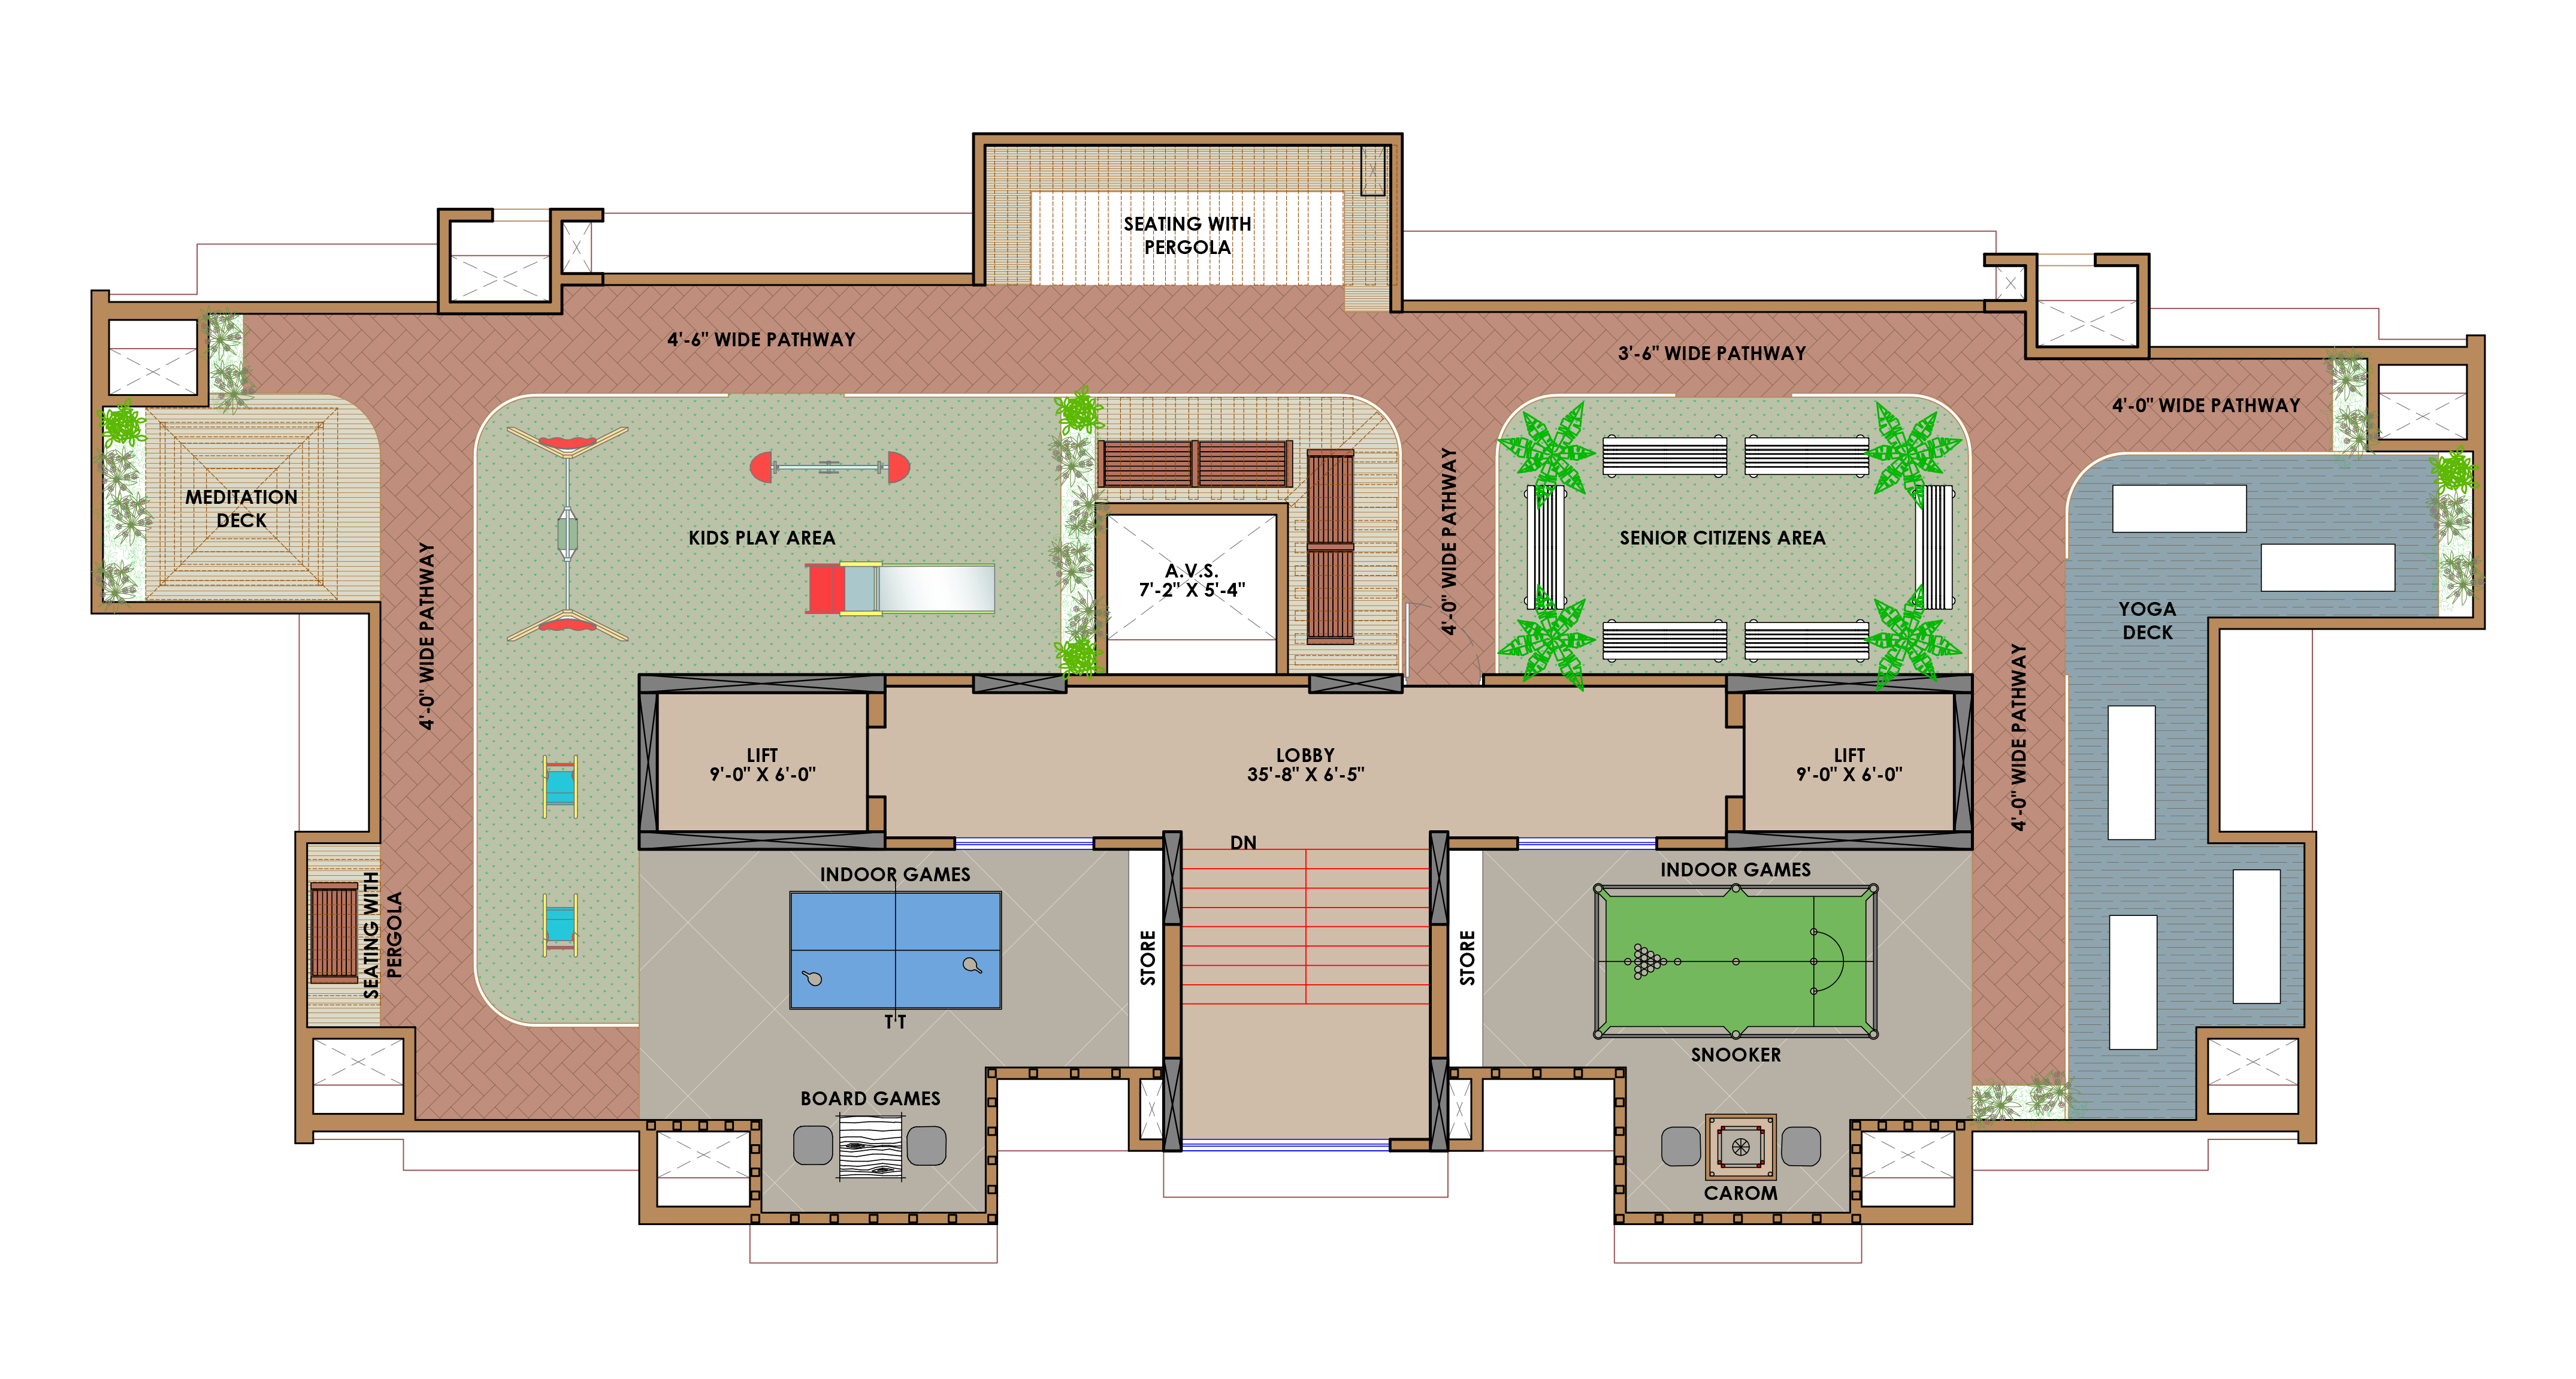 SEATING WITH
PERGOLA
4'-6" WIDE PATHWAY
3'-6" WIDE PATHWAY
4'-0" WIDE PATHWAY
MEDITATION
DECK
KIDS PLAY AREA
A.V.S.
7'-2" X 5'-4"
4'-0" WIDE PATHWAY
SENIOR CITIZENS AREA
YOGA
DECK
4'-0" WIDE PATHWAY
4'-0" WIDE PATHWAY
LIFT
9'-0" X 6'-0"
LOBBY
35'-8" X 6'-5"
LIFT
9'-0" X 6'-0"
DN
SEATING WITH
PERGOLA
INDOOR GAMES
TT
STORE
STORE
INDOOR GAMES
SNOOKER
BOARD GAMES
CAROM